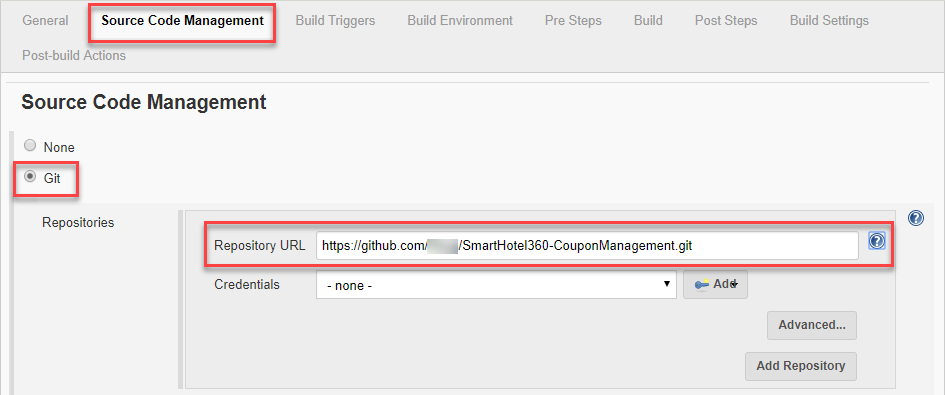 General Source Code Management Build Triggers Build Environment Pre Steps Build Post Steps Build Settings
Post-build Actions
Source Code Management
None
Git
Repositories
?
Repository URL https://github.com/ /SmartHotel360-CouponManagement.git ?
Credentials - none - Add
Advanced...
Add Repository